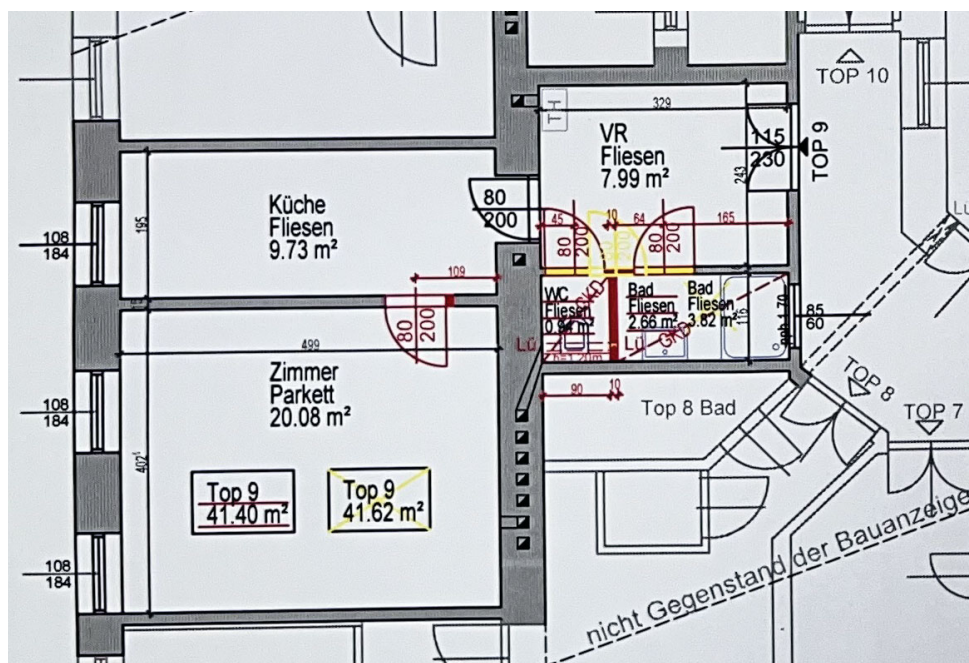 TOP 10
329
TH
VR
Fliesen
7.99 m²
115
230
TOP 9
243
195
Küche
Fliesen
9.73 m²
80
200
45
10
64
165
80
200
80
200
108
184
109
WC
Fliesen
GKD
Bad
Fliesen
2.66 m²
Bad
Fliesen
3.82 m²
GKD
116
85
60
80
200
Lü
Lü
499
Zimmer
Parkett
20.08 m²
90
10
Top 8 Bad
TOP 8
TOP 7
108
184
402⁵
Top 9
41.40 m²
Top 9
41.62 m²
108
184
nicht Gegenstand der Bauanzeige